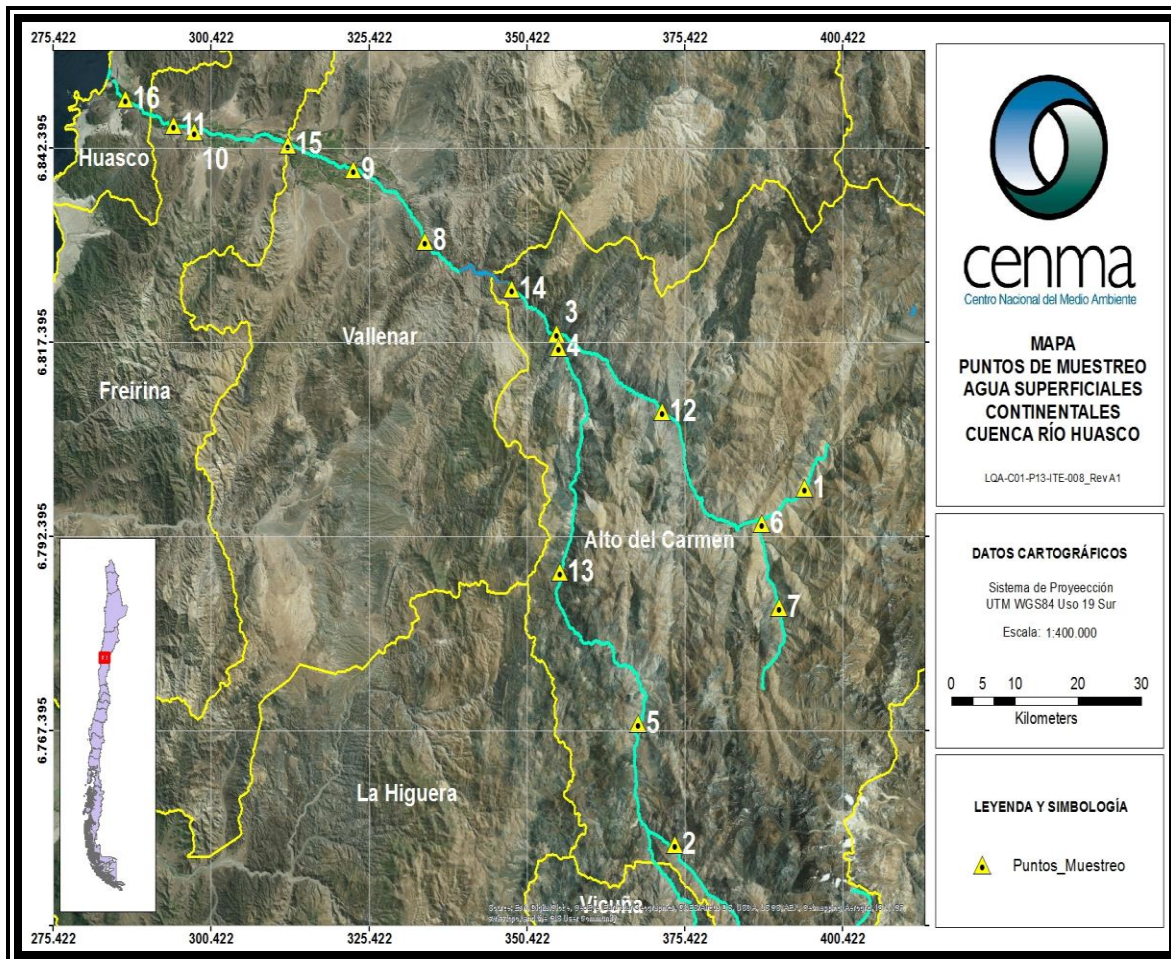 275.422 300.422 325.422 350.422 375.422 400.422
6.842.395
6.817.395
6.792.395
6.767.395
16
11
10
15
9
8
14
3
4
12
1
6
13
7
5
2
Huasco
Vallenar
Freirina
Alto del Carmen
La Higuera
Vicuña
275.422 300.422 325.422 350.422 375.422 400.422
cenma
Centro Nacional del Medio Ambiente
MAPA
PUNTOS DE MUESTREO
AGUA SUPERFICIALES
CONTINENTALES
CUENCA RÍO HUASCO
LQA-C01-P13-ITE-008_RevA1
DATOS CARTOGRÁFICOS
Sistema de Proyeección
UTM WGS84 Uso 19 Sur
Escala: 1:400.000
0 5 10 20 30
Kilometers
LEYENDA Y SIMBOLOGÍA
Puntos_Muestreo